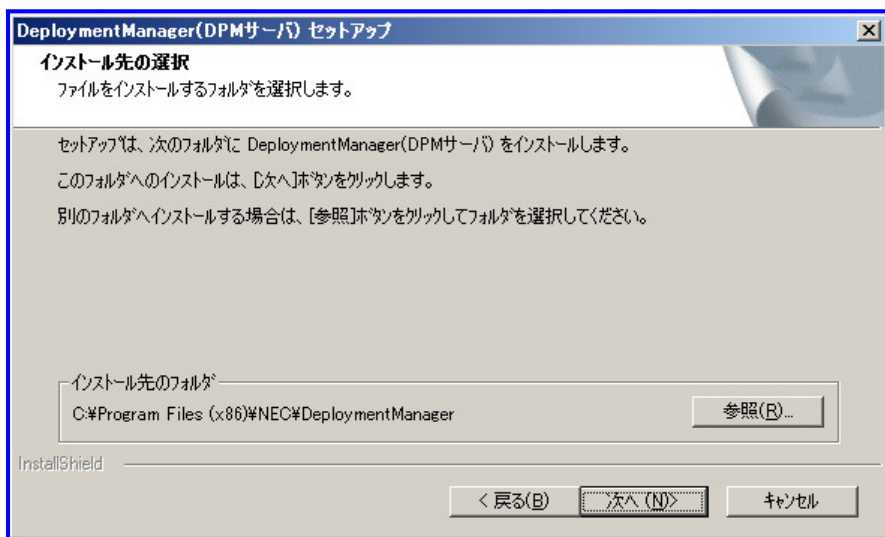 DeploymentManager(DPMサーバ) セットアップ
インストール先の選択
ファイルをインストールするフォルダを選択します。
セットアップは、次のフォルダに DeploymentManager(DPMサーバ) をインストールします。
このフォルダへのインストールは、[次へ]ボタンをクリックします。
別のフォルダへインストールする場合は、[参照]ボタンをクリックしてフォルダを選択してください。
インストール先のフォルダ
C:¥Program Files (x86)¥NEC¥DeploymentManager
参照(R)...
InstallShield
< 戻る(B)
次へ (N)>
キャンセル